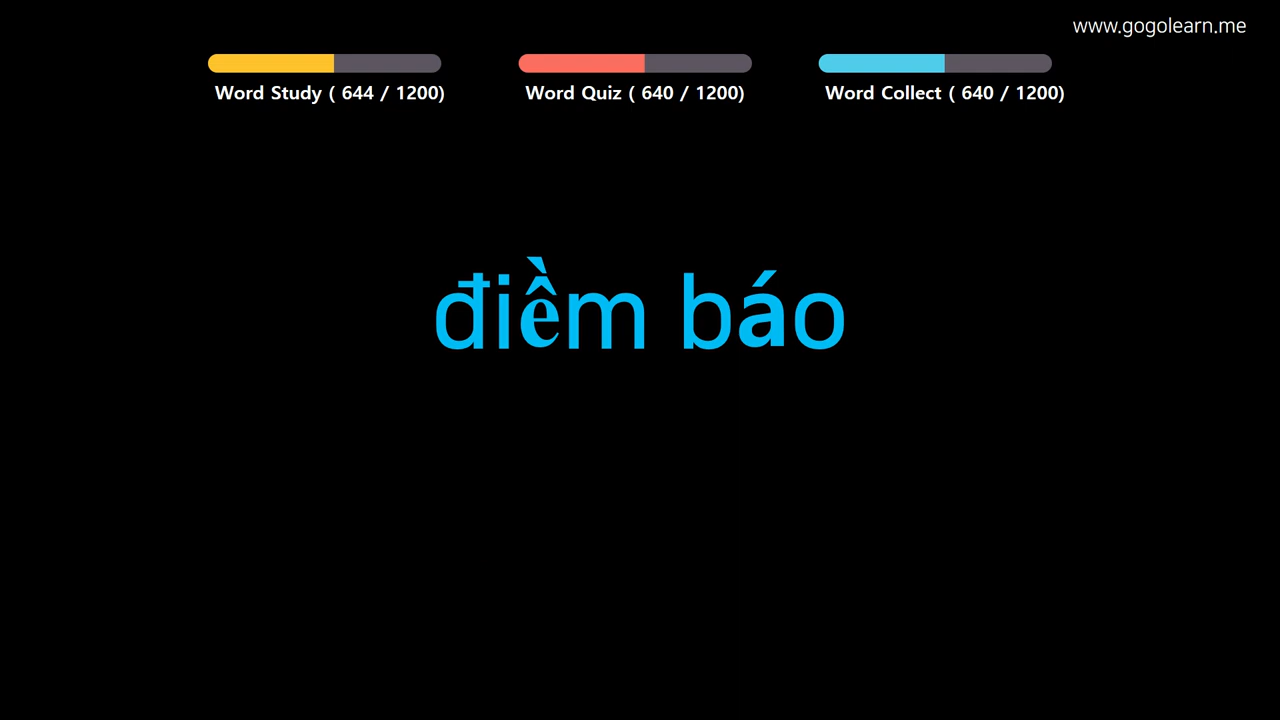 www.gogolearn.me
Word Study ( 644 / 1200)
Word Quiz ( 640 / 1200)
Word Collect ( 640 / 1200)
điềm báo